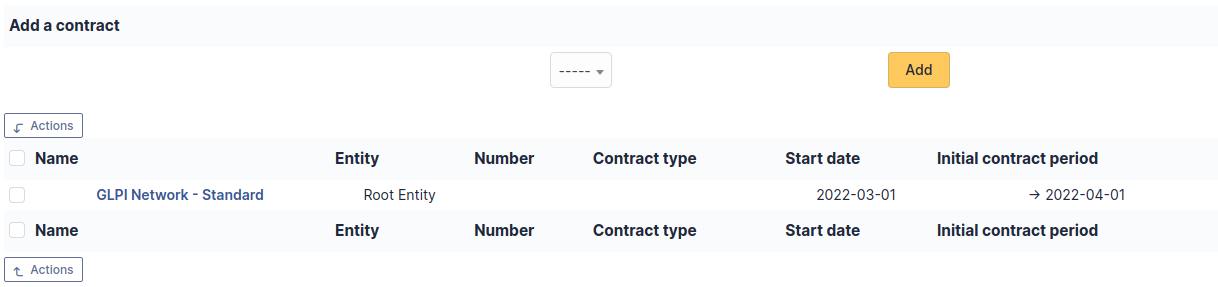 Add a contract
----- Add
Actions
Name Entity Number Contract type Start date Initial contract period
GLPI Network - Standard Root Entity 2022-03-01 → 2022-04-01
Name Entity Number Contract type Start date Initial contract period
Actions